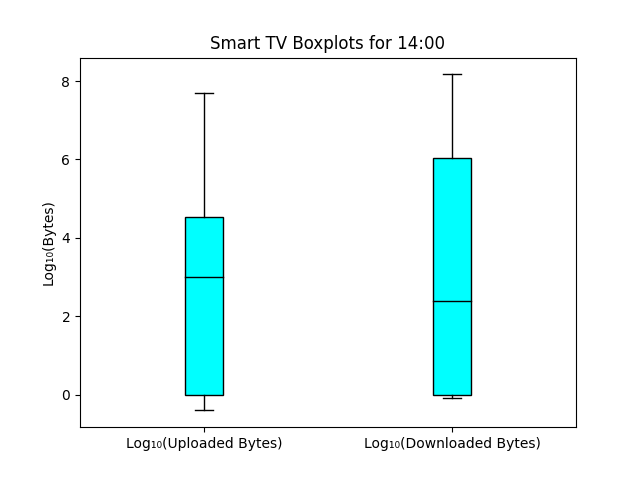 Smart TV Boxplots for 14:00
Log₁₀(Bytes)
8
6
4
2
0
Log₁₀(Uploaded Bytes)
Log₁₀(Downloaded Bytes)